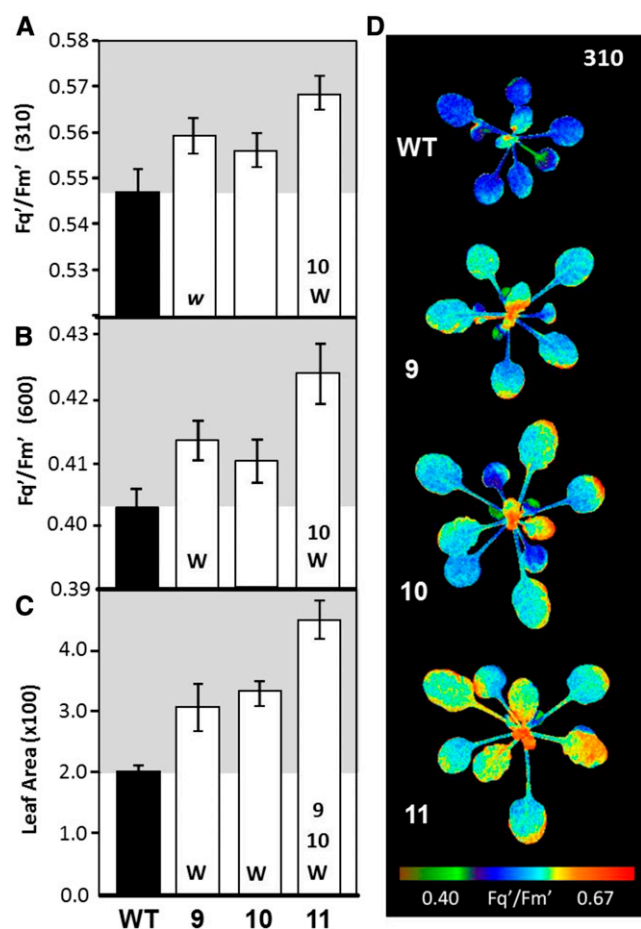 A
0.58
0.57
0.56
0.55
0.54
0.53
Fq'/Fm' (310)
w
10
W
B
0.43
0.42
0.41
0.40
0.39
Fq'/Fm' (600)
W
10
W
C
4.0
3.0
2.0
1.0
0.0
Leaf Area (x100)
W
W
9
10
W
WT 9 10 11
D
310
WT
9
10
11
0.40 Fq'/Fm' 0.67